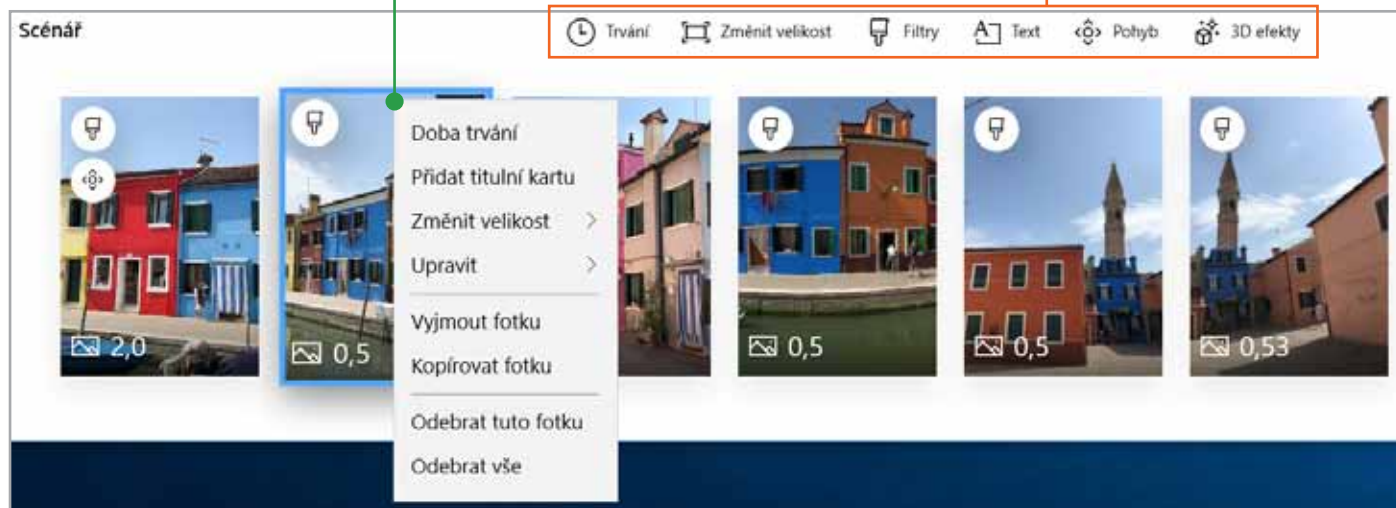 Scénář
Trvání Změnit velikost Filtry Text Pohyb 3D efekty
Doba trvání
Přidat titulní kartu
Změnit velikost
Upravit
Vyjmout fotku
Kopírovat fotku
Odebrat tuto fotku
Odebrat vše
2,0 0,5 0,5 0,5 0,53